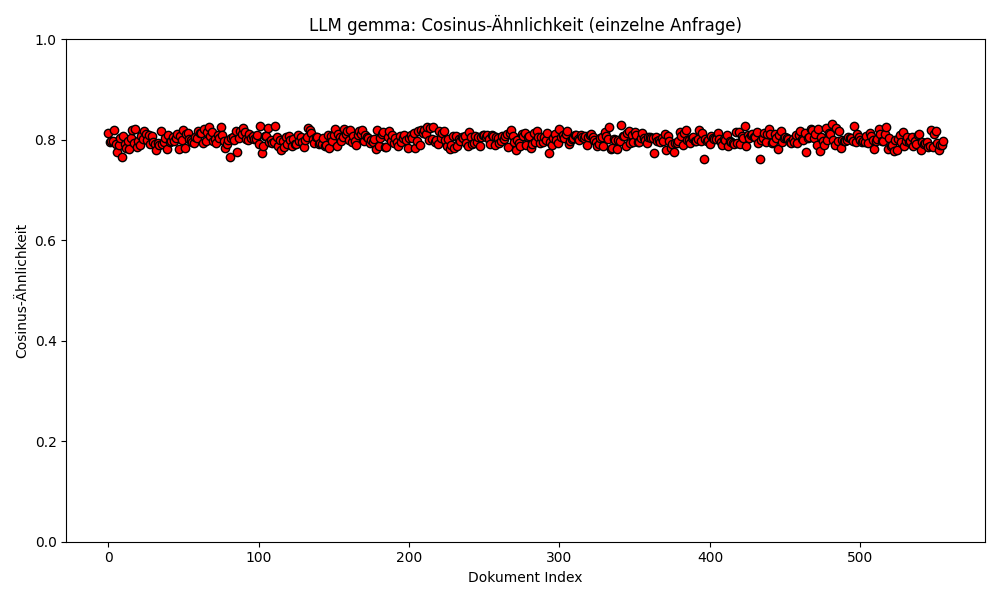 LLM gemma: Cosinus-Ähnlichkeit (einzelne Anfrage)
1.0
0.8
0.6
0.4
0.2
0.0
Cosinus-Ähnlichkeit
0 100 200 300 400 500
Dokument Index